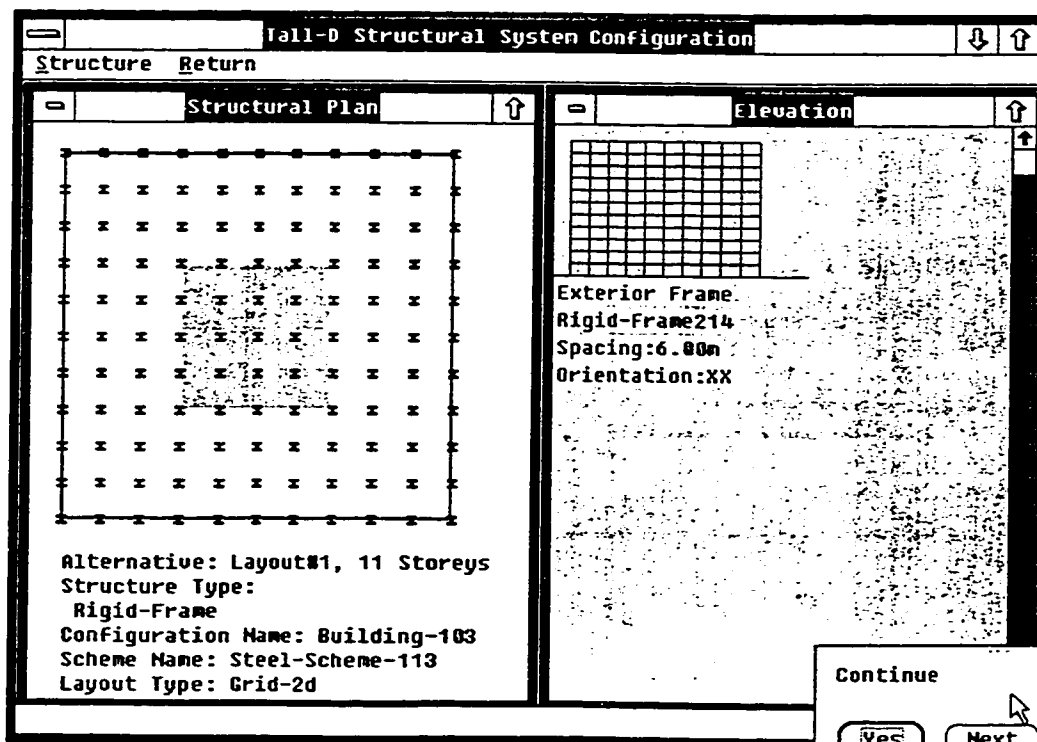 Tall-D Structural System Configuration
Structure Return
Structural Plan
Alternative: Layout#1, 11 Storeys
Structure Type:
Rigid-Frame
Configuration Name: Building-103
Scheme Name: Steel-Scheme-113
Layout Type: Grid-2d
Elevation
Exterior Frame
Rigid-Frame214
Spacing:6.00m
Orientation:XX
Continue
Yes Next